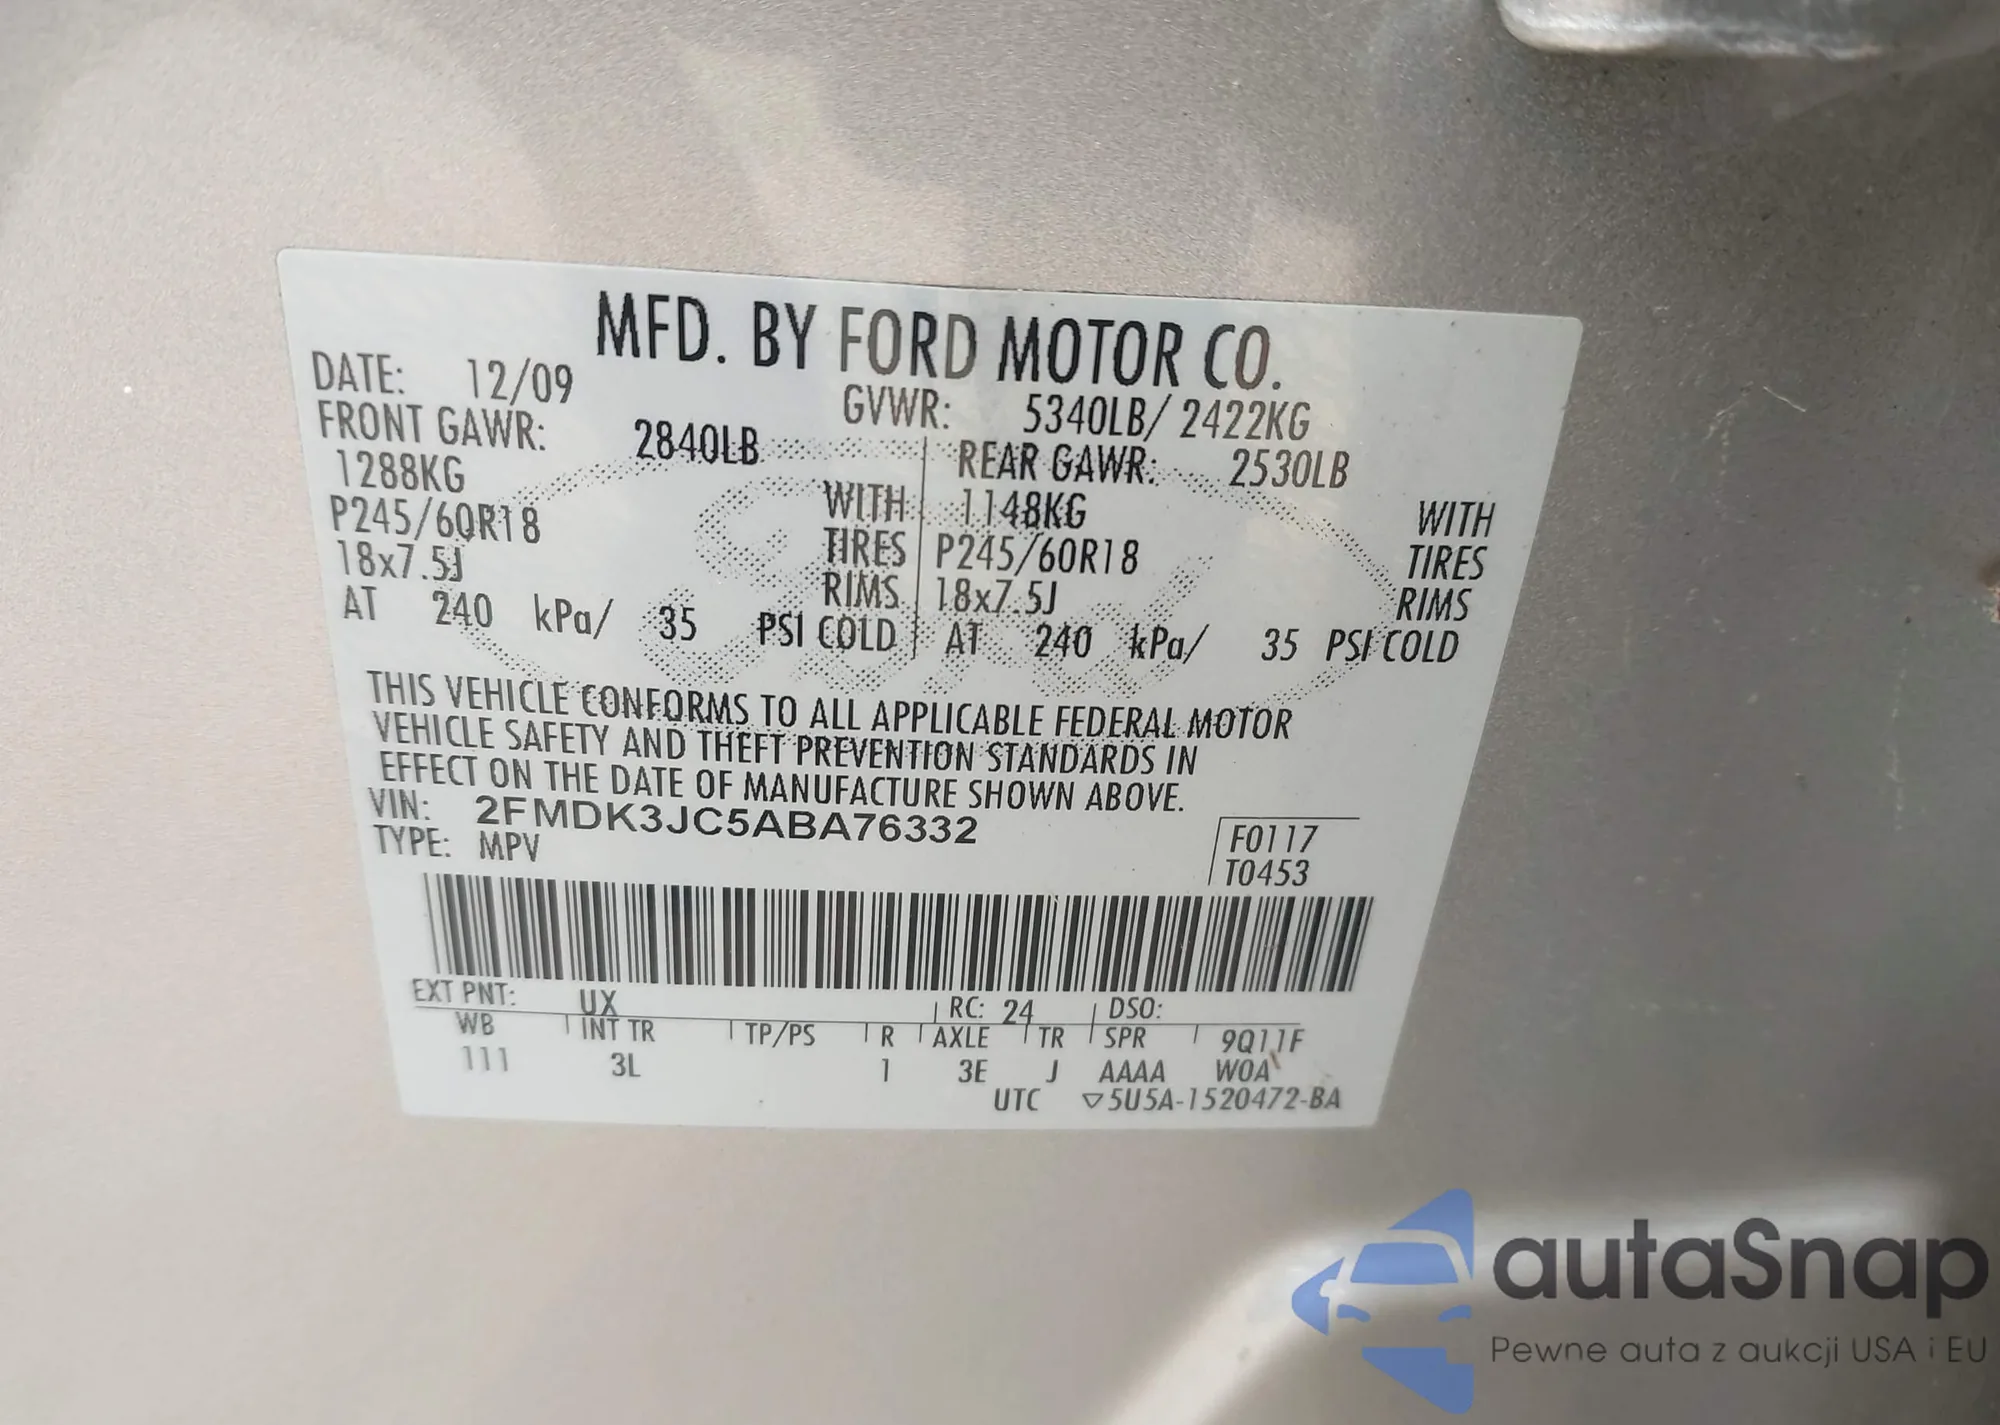 MFD. BY FORD MOTOR CO.
DATE: 12/09 GVWR: 5340LB/ 2422KG
FRONT GAWR: 2840LB REAR GAWR: 2530LB
1288KG WITH 1148KG WITH
P245/60R18 TIRES P245/60R18 TIRES
18x7.5J RIMS 18x7.5J RIMS
AT 240 kPa/ 35 PSI COLD AT 240 kPa/ 35 PSI COLD
THIS VEHICLE CONFORMS TO ALL APPLICABLE FEDERAL MOTOR
VEHICLE SAFETY AND THEFT PREVENTION STANDARDS IN
EFFECT ON THE DATE OF MANUFACTURE SHOWN ABOVE.
VIN: 2FMDK3JC5ABA76332
TYPE: MPV
F0117
T0453
EXT PNT: UX RC: 24 DSO:
WB INT TR TP/PS R AXLE TR SPR 9Q11F
111 3L 1 3E J AAAA WOA
UTC ▽5U5A-1520472-BA
autaSnap
Pewne auta z aukcji USA i EU